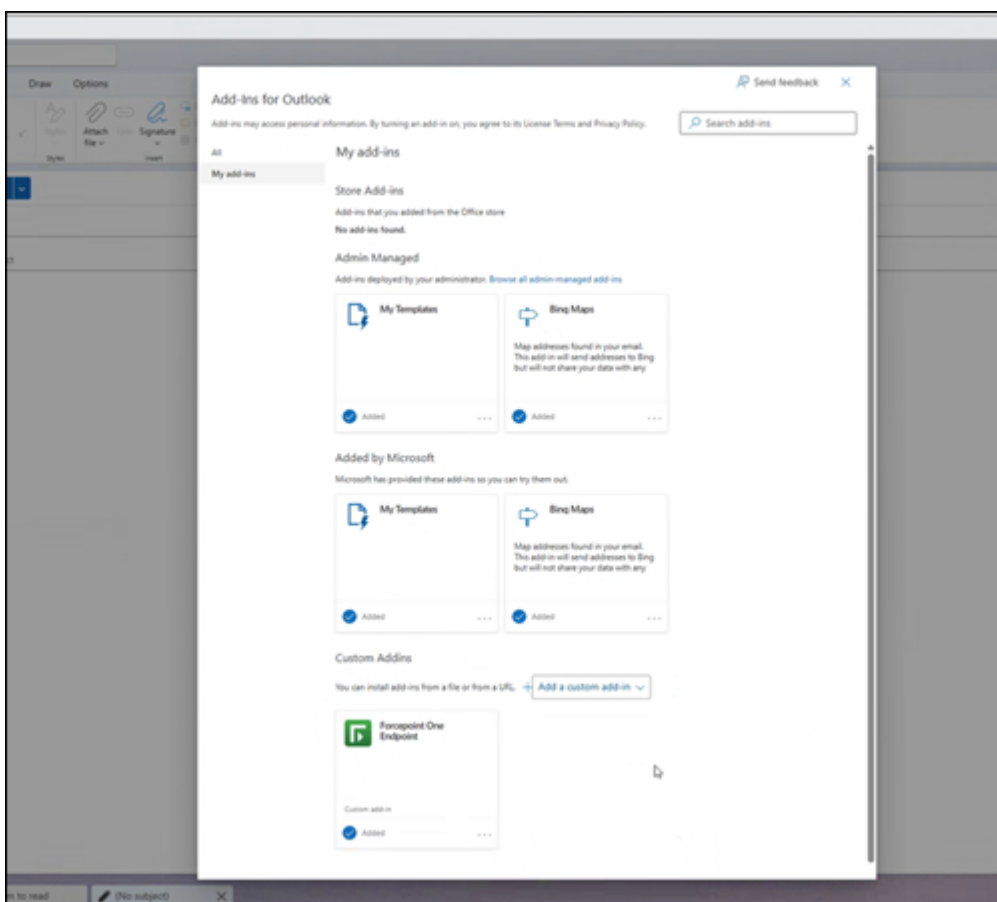 Draw Options
Styles
Attach file
Signature
Styles
Insert
Send feedback
Add-Ins for Outlook
Add-ins may access personal information. By turning an add-in on, you agree to its License Terms and Privacy Policy.
Search add-ins
All
My add-ins
My add-ins
Store Add-ins
Add-ins that you added from the Office store
No add-ins found.
Admin Managed
Add-ins deployed by your administrator. Browse all admin-managed add-ins
My Templates
Added
Bing Maps
Map addresses found in your email.
This add-in will send addresses to Bing
but will not share your data with any
Added
Added by Microsoft
Microsoft has provided these add-ins so you can try them out.
My Templates
Added
Bing Maps
Map addresses found in your email.
This add-in will send addresses to Bing
but will not share your data with any
Added
Custom Addins
You can install add-ins from a file or from a URL.
Add a custom add-in
Forcepoint One
Endpoint
Custom add-in
Added
to read
(No subject)